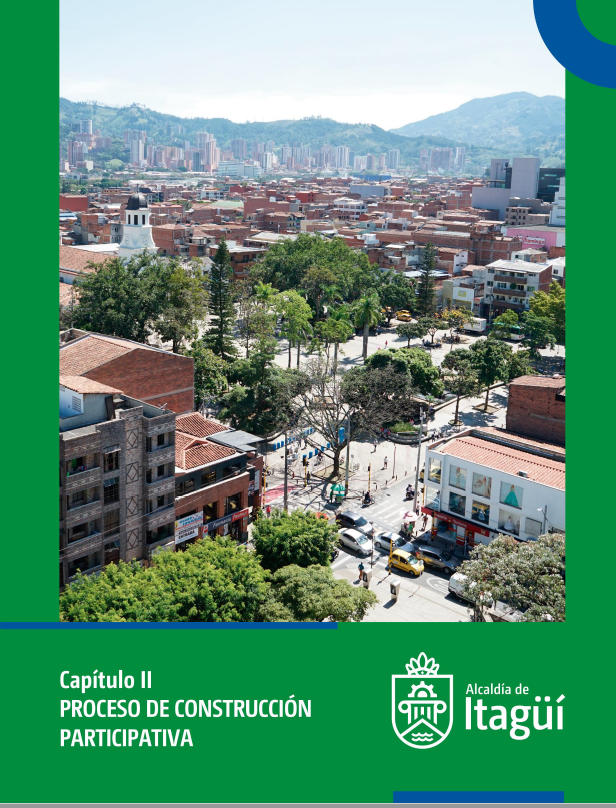 Capítulo II
PROCESO DE CONSTRUCCIÓN
PARTICIPATIVA
Alcaldía de
Itagüí